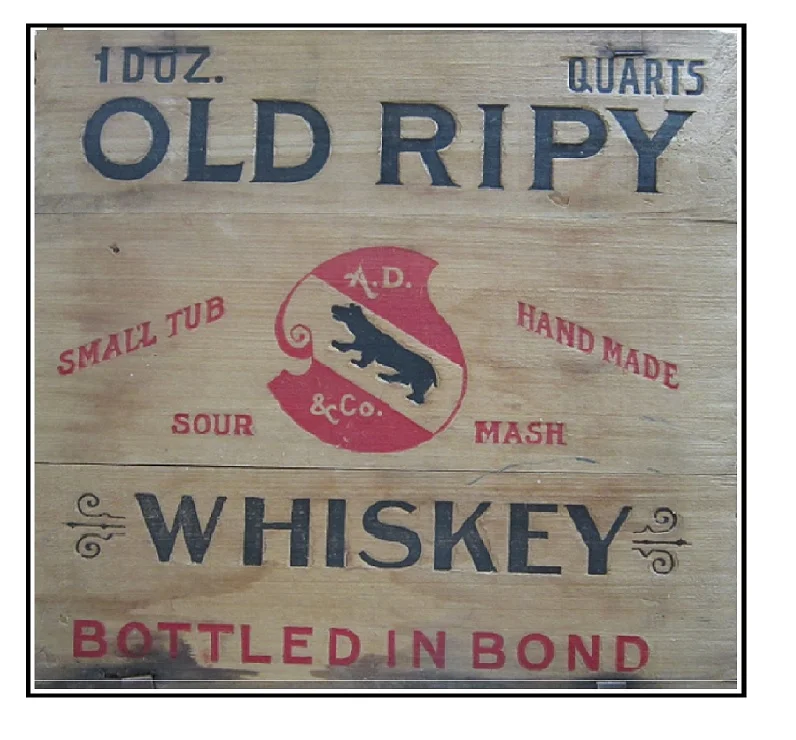 1 DOZ. QUARTS
OLD RIPY
A.D.
SMALL TUB HAND MADE
& Co.
SOUR MASH
WHISKEY
BOTTLED IN BOND